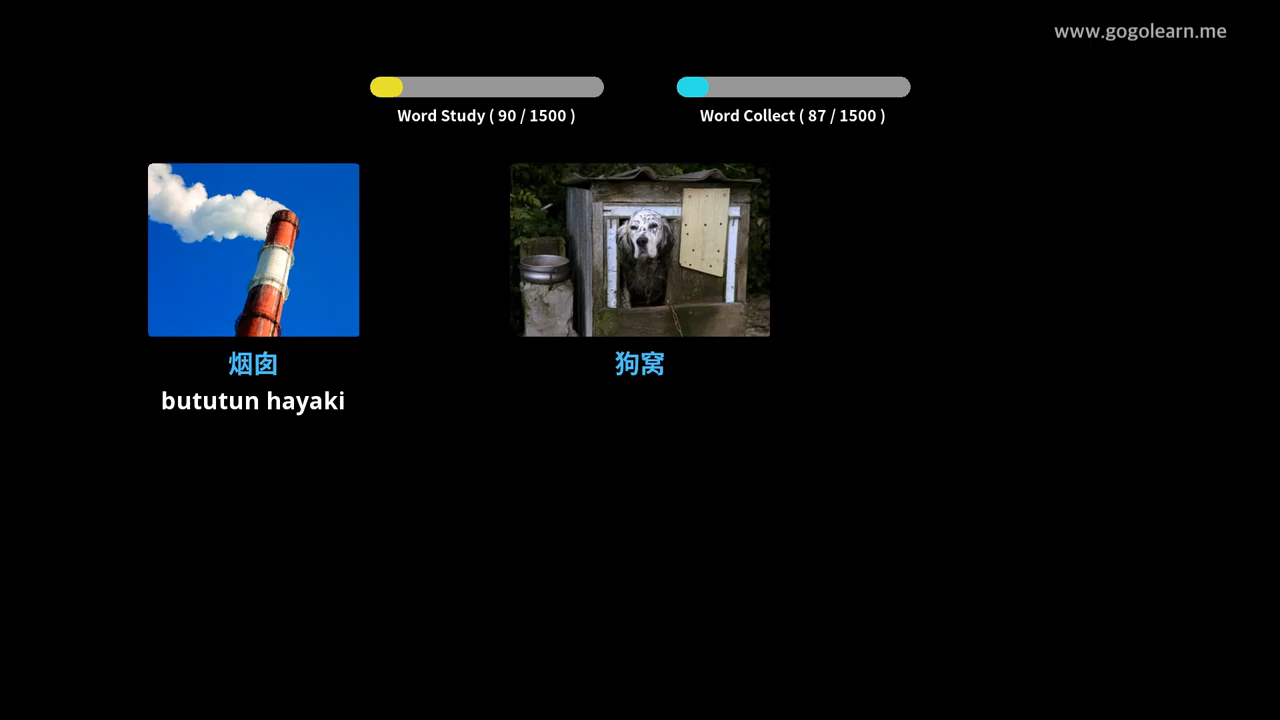 www.gogolearn.me
Word Study ( 90 / 1500 )
Word Collect ( 87 / 1500 )
烟囱
bututun hayaki
狗窝